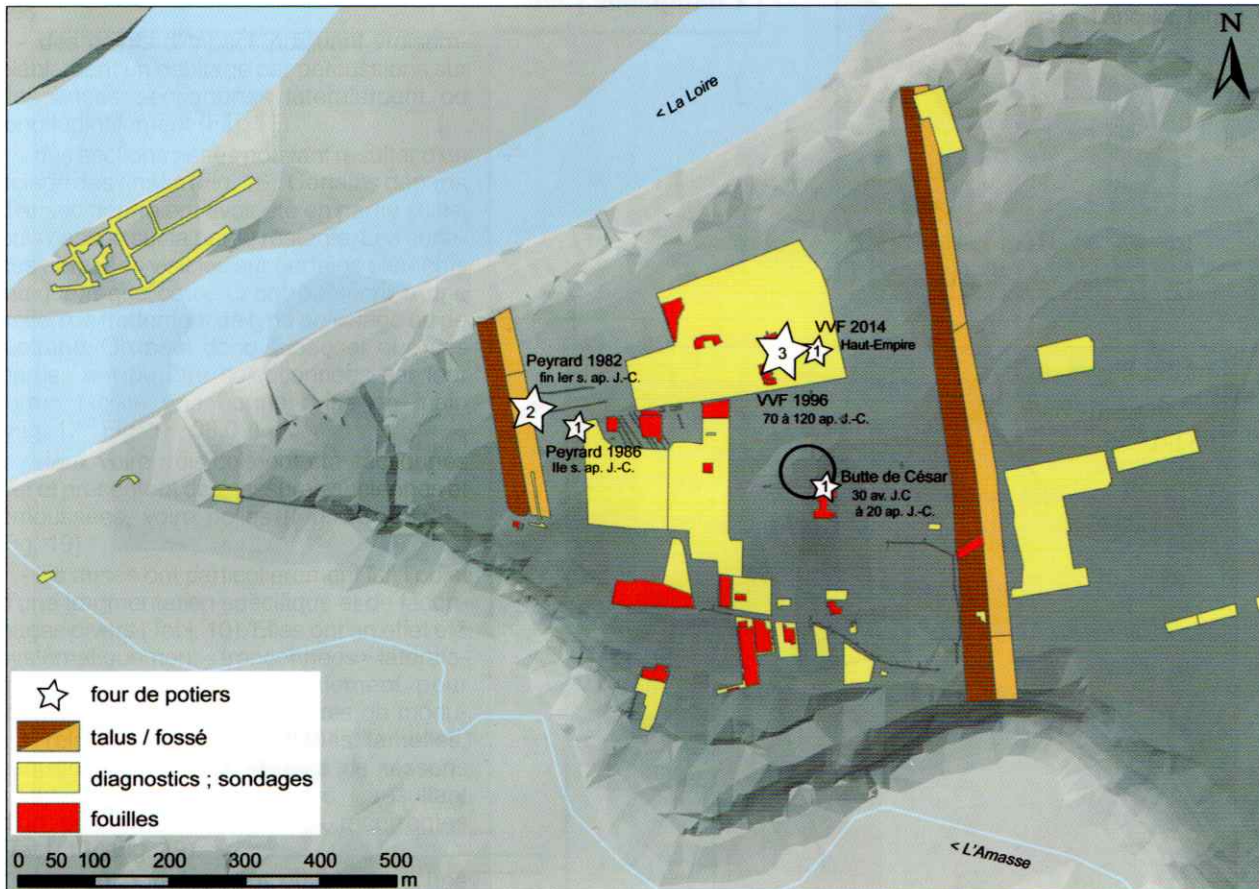 N
< La Loire
VVF 2014
Haut-Empire
1
3
Peyrard 1982
fin Ier s. ap. J.-C.
2
VVF 1996
70 à 120 ap. J.-C.
1
Peyrard 1986
IIe s. ap. J.-C.
Butte de César
1
30 av. J.C
à 20 ap. J.-C.
four de potiers
talus / fossé
diagnostics ; sondages
fouilles
0 50 100 200 300 400 500
m
< L'Amasse